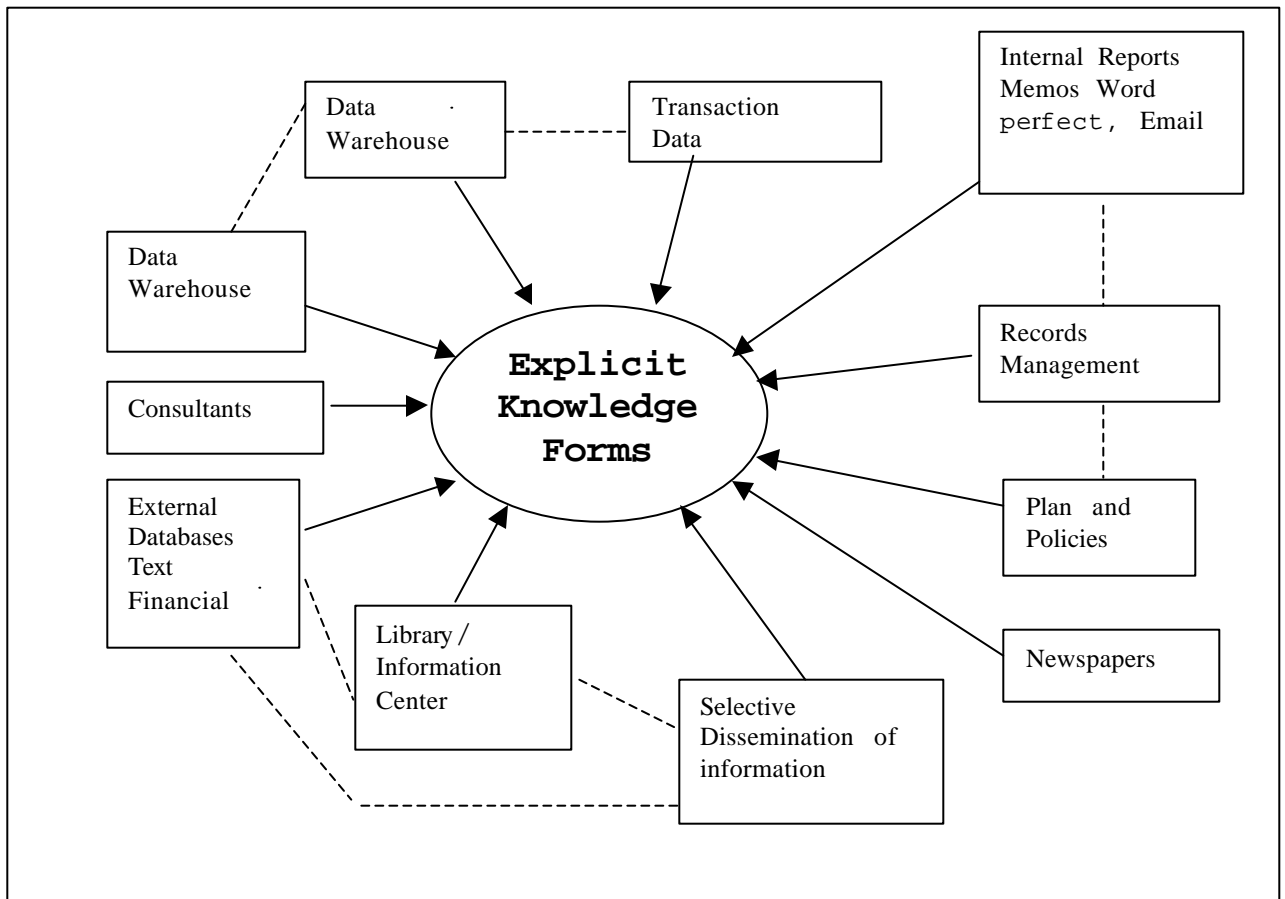 Data
Warehouse
Transaction
Data
Internal Reports
Memos Word
perfect, Email
Data
Warehouse
Explicit
Knowledge
Forms
Records
Management
Consultants
External
Databases
Text
Financial
Plan and
Policies
Library/
Information
Center
Newspapers
Selective
Dissemination of
information